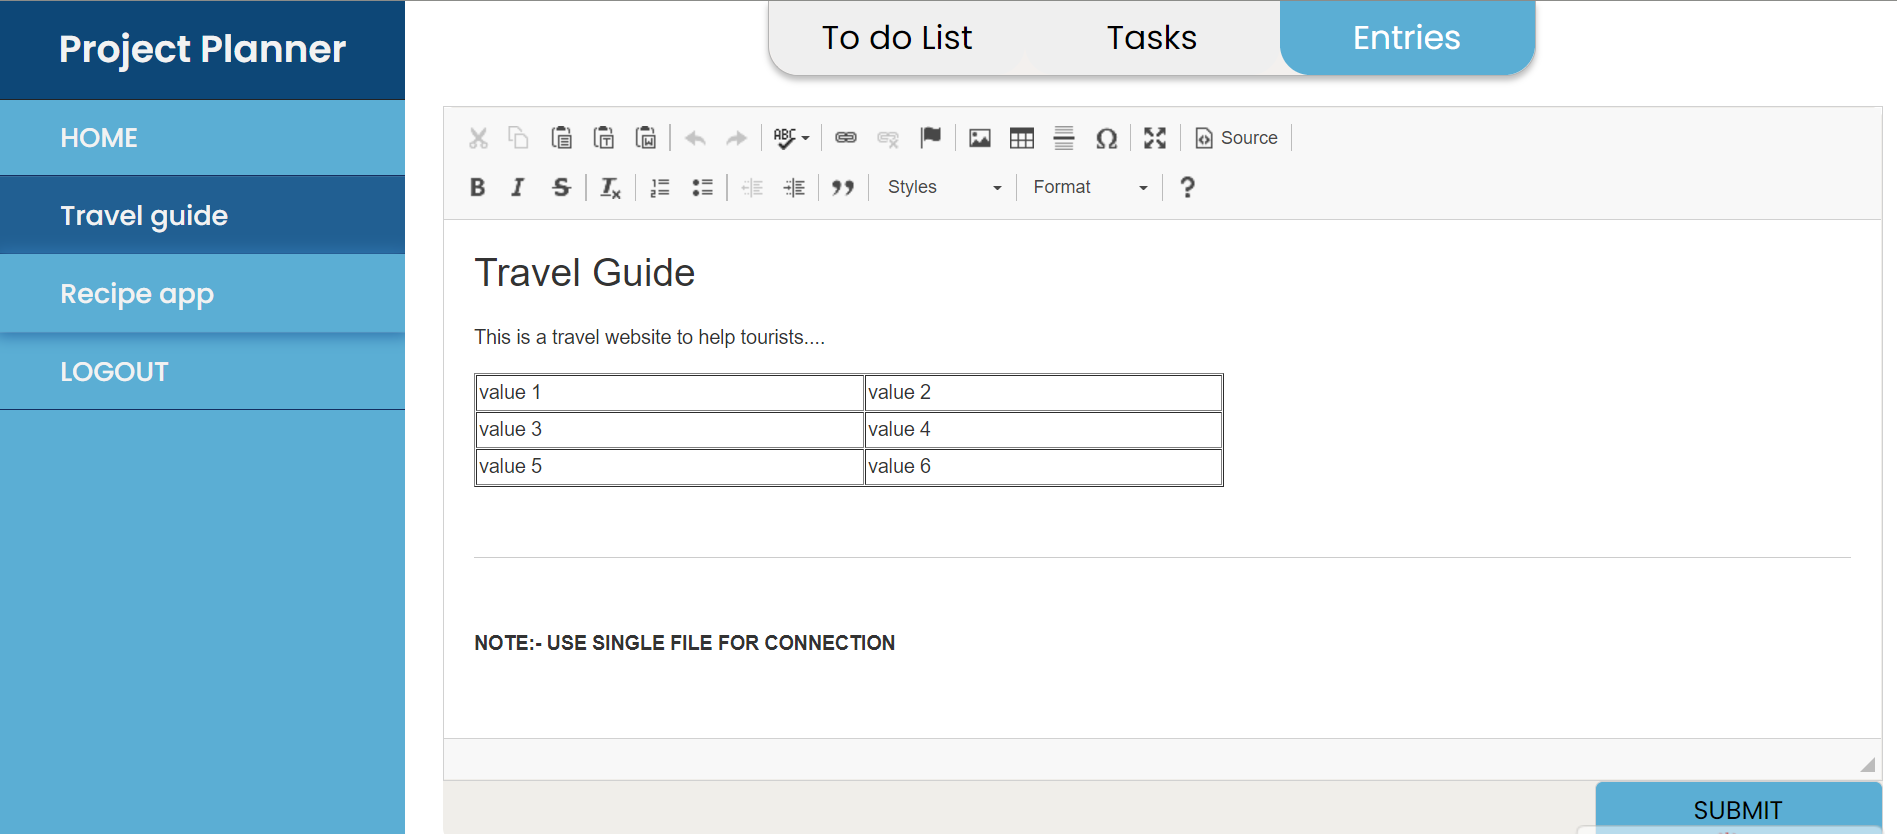 Project Planner
HOME
Travel guide
Recipe app
LOGOUT
To do List Tasks Entries
ABC Source
B I S Tx Styles Format ?
Travel Guide
This is a travel website to help tourists....
value 1 value 2
value 3 value 4
value 5 value 6
NOTE:- USE SINGLE FILE FOR CONNECTION
SUBMIT